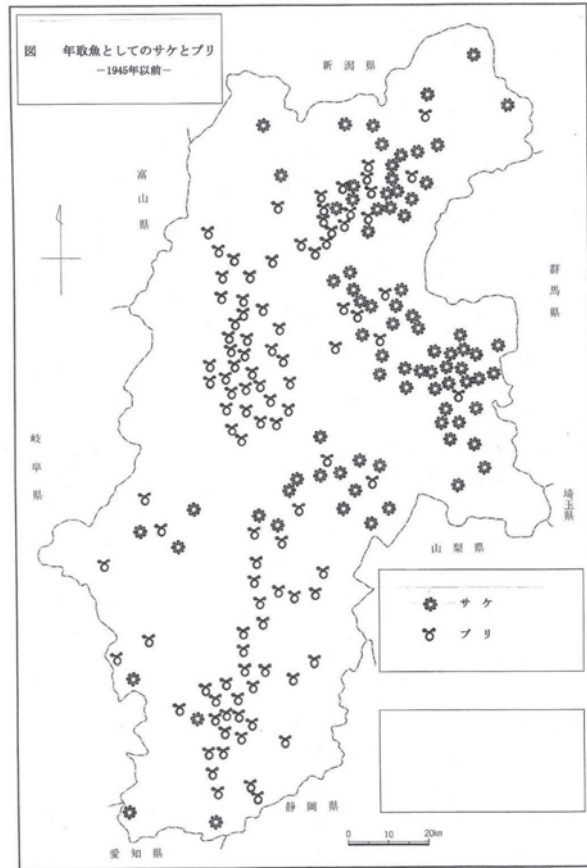 図　年取魚としてのサケとブリ
－1945年以前－
新潟県
富山県
群馬県
岐阜県
埼玉県
山梨県
サケ
ブリ
静岡県
愛知県
0 10 20km